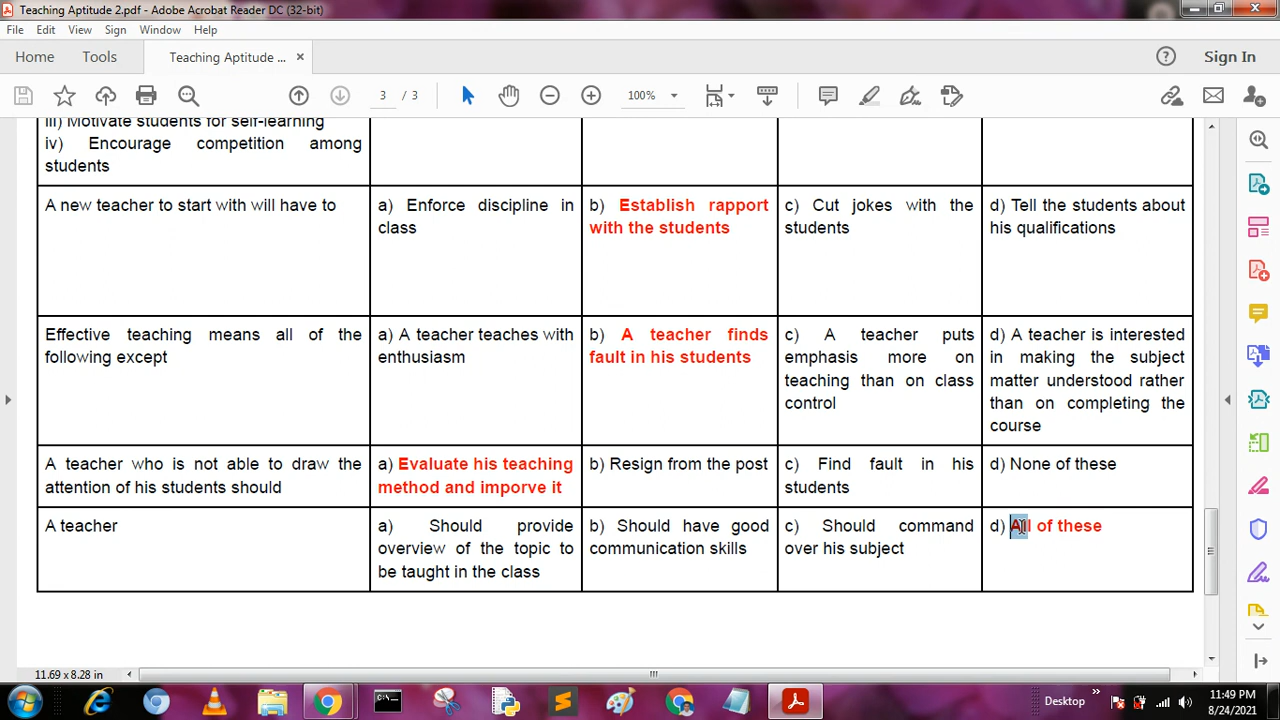 Teaching Aptitude 2.pdf - Adobe Acrobat Reader DC (32-bit)
File Edit View Sign Window Help
Home Tools Teaching Aptitude ... × Sign In
3 / 3 100%
iii) Motivate students for self-learning
iv) Encourage competition among
students
A new teacher to start with will have to
a) Enforce discipline in
class
b) Establish rapport
with the students
c) Cut jokes with the
students
d) Tell the students about
his qualifications
Effective teaching means all of the
following except
a) A teacher teaches with
enthusiasm
b) A teacher finds
fault in his students
c) A teacher puts
emphasis more on
teaching than on class
control
d) A teacher is interested
in making the subject
matter understood rather
than on completing the
course
A teacher who is not able to draw the
attention of his students should
a) Evaluate his teaching
method and imporve it
b) Resign from the post
c) Find fault in his
students
d) None of these
A teacher
a) Should provide
overview of the topic to
be taught in the class
b) Should have good
communication skills
c) Should command
over his subject
d) All of these
11.69 x 8.28 in
Desktop
11:49 PM
8/24/2021